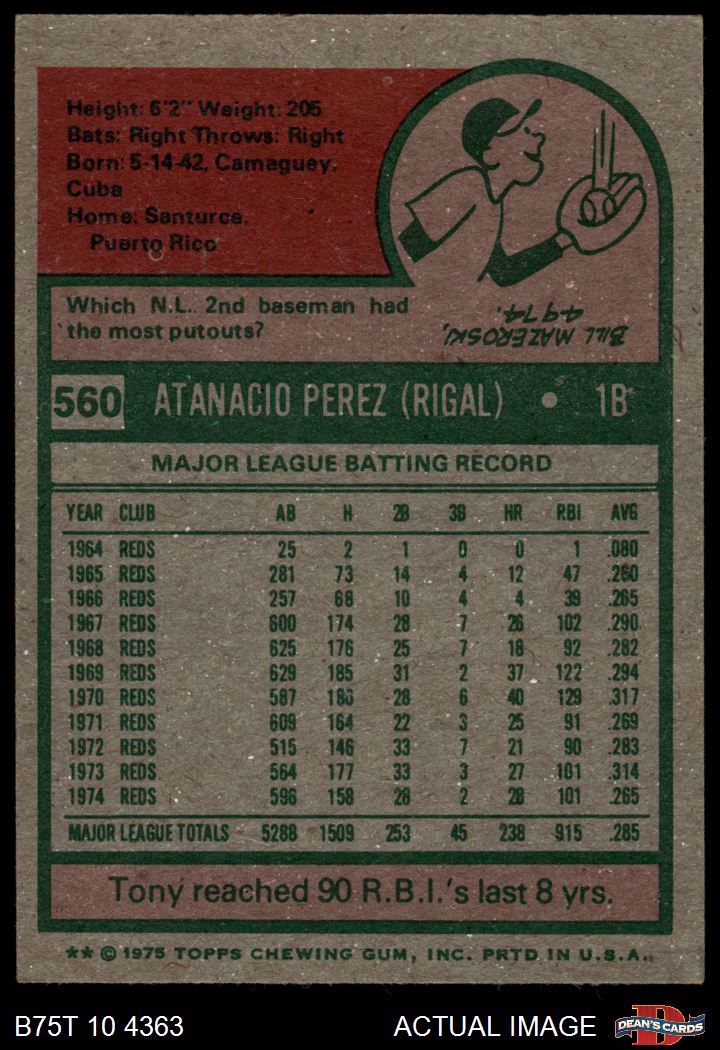 Height: 6'2" Weight: 205
Bats: Right Throws: Right
Born: 5-14-42, Camaguey,
Cuba
Home: Santurce,
Puerto Rico
Which N.L. 2nd baseman had
the most putouts?
BILL MAZEROSKI,
4974.
560 ATANACIO PEREZ (RIGAL) • 1B*
MAJOR LEAGUE BATTING RECORD
YEAR CLUB AB H 2B 3B HR RBI AVG
1964 REDS 25 2 1 0 0 1 .080
1965 REDS 281 73 14 4 12 47 .260
1966 REDS 257 68 10 4 4 39 .265
1967 REDS 600 174 28 7 26 102 .290
1968 REDS 625 176 25 7 18 92 .282
1969 REDS 629 185 31 2 37 122 .294
1970 REDS 587 186 28 6 40 129 .317
1971 REDS 609 164 22 3 25 91 .269
1972 REDS 515 146 33 7 21 90 .283
1973 REDS 564 177 33 3 27 101 .314
1974 REDS 596 158 28 2 28 101 .265
MAJOR LEAGUE TOTALS 5288 1509 253 45 238 915 .285
Tony reached 90 R.B.I.'s last 8 yrs.
** © 1975 TOPPS CHEWING GUM, INC. PRTD IN U.S.A.
B75T 10 4363 ACTUAL IMAGE DEAN'S CARDS